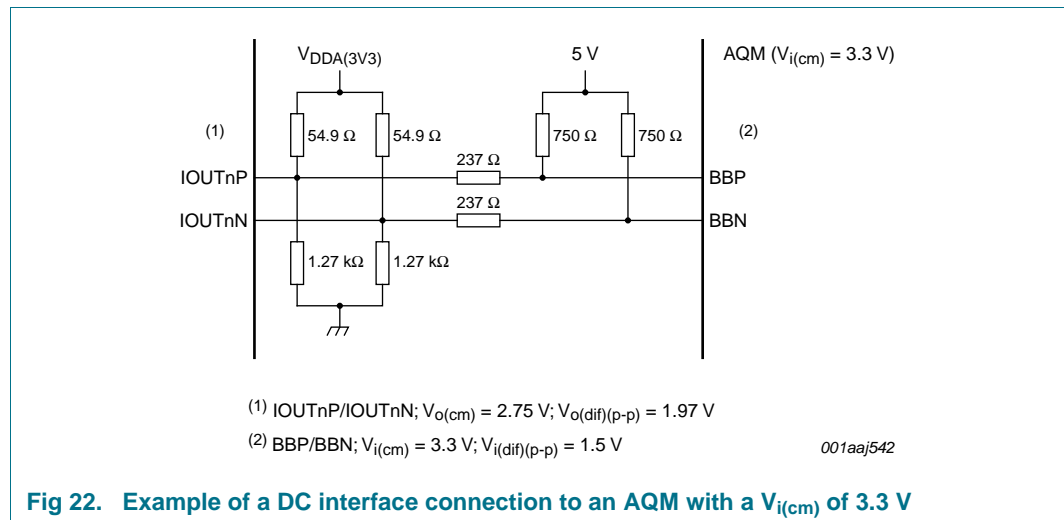 VDDA(3V3) 5 V AQM (Vi(cm) = 3.3 V)
(1) 54.9 Ω 54.9 Ω 750 Ω 750 Ω (2)
237 Ω
IOUTnP BBP
237 Ω
IOUTnN BBN
1.27 kΩ 1.27 kΩ
(1) IOUTnP/IOUTnN; Vo(cm) = 2.75 V; Vo(dif)(p-p) = 1.97 V
(2) BBP/BBN; Vi(cm) = 3.3 V; Vi(dif)(p-p) = 1.5 V 001aaj542
Fig 22. Example of a DC interface connection to an AQM with a Vi(cm) of 3.3 V